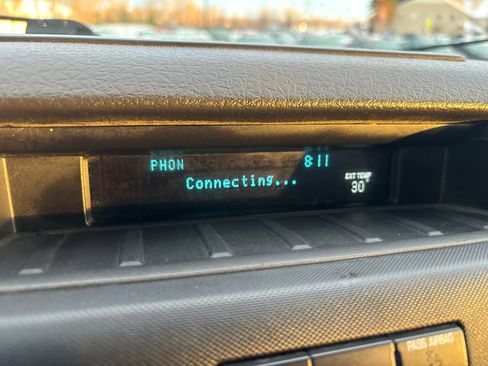 PHON 8:11
Connecting...
EXT TEMP
30°
PASS AIRBAG